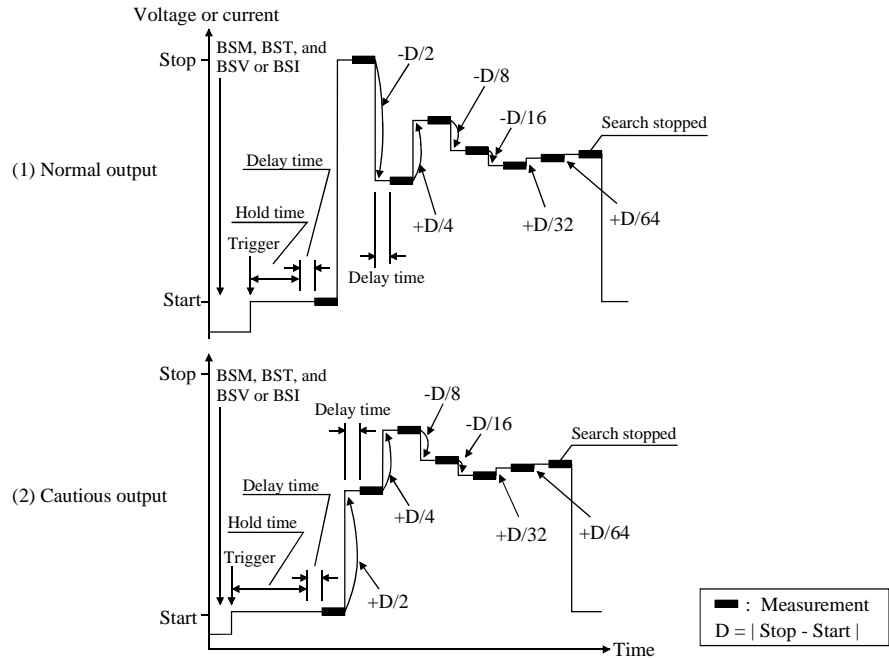 Voltage or current
Stop
BSM, BST, and
BSV or BSI
-D/2
-D/8
-D/16
Search stopped
(1) Normal output
Delay time
Hold time
Trigger
+D/4
+D/32
+D/64
Delay time
Start
Stop
BSM, BST, and
BSV or BSI
Delay time
-D/8
-D/16
Search stopped
(2) Cautious output
Delay time
Hold time
Trigger
+D/4
+D/32
+D/64
+D/2
Start
Time
: Measurement
D = | Stop - Start |